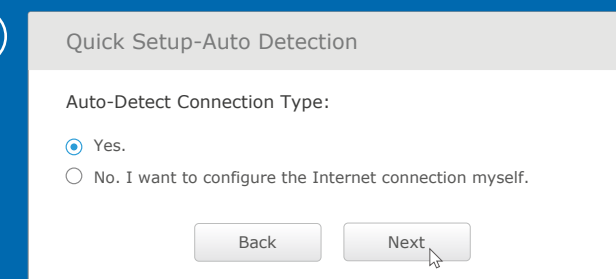 Quick Setup-Auto Detection
Auto-Detect Connection Type:
Yes.
No. I want to configure the Internet connection myself.
Back Next